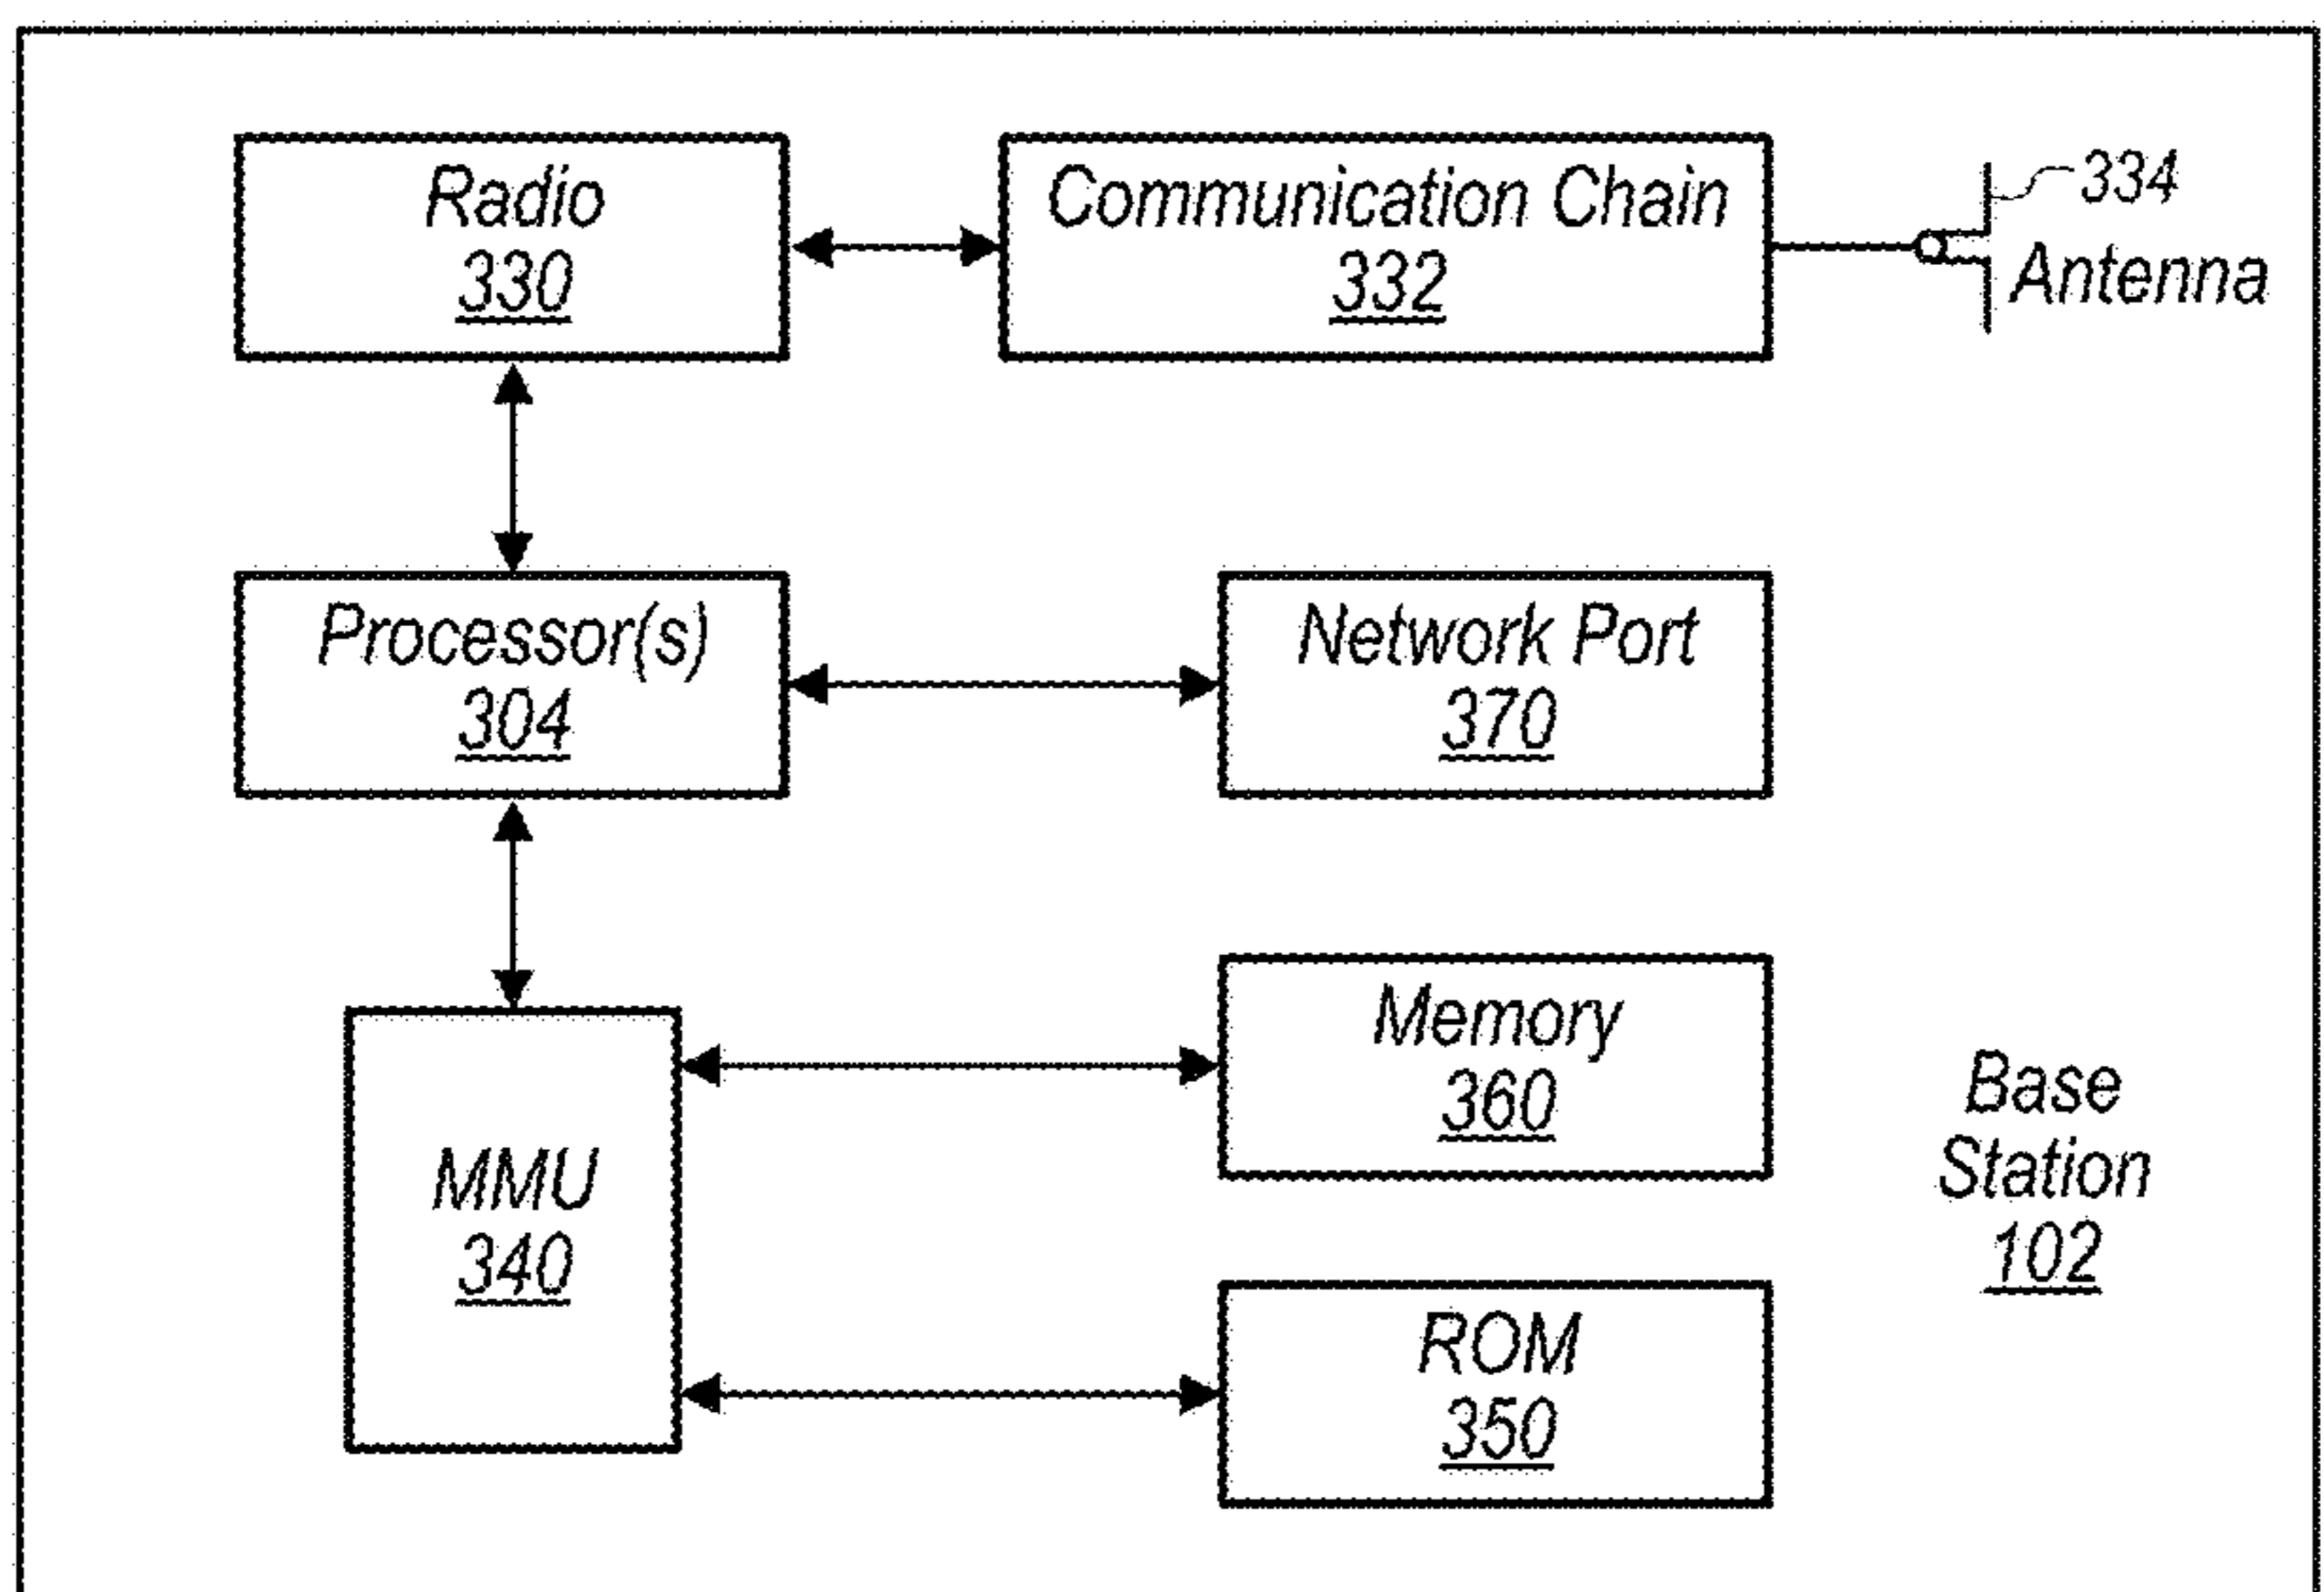 Radio
330
Communication Chain
332
334
Antenna
Processor(s)
304
Network Port
370
MMU
340
Memory
360
ROM
350
Base
Station
102